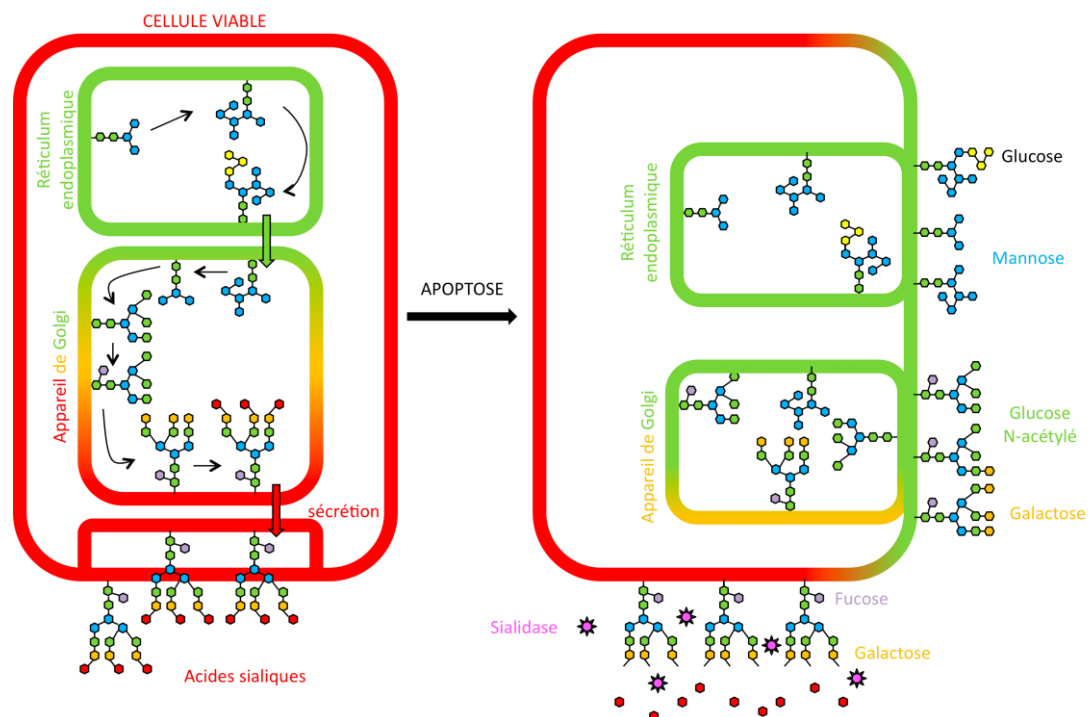 CELLULE VIABLE
Réticulum
endoplasmique
Appareil de Golgi
sécrétion
Acides sialiques
APOPTOSE
Réticulum
endoplasmique
Appareil de Golgi
Glucose
Mannose
Glucose
N-acétylé
Galactose
Fucose
Sialidase
Galactose